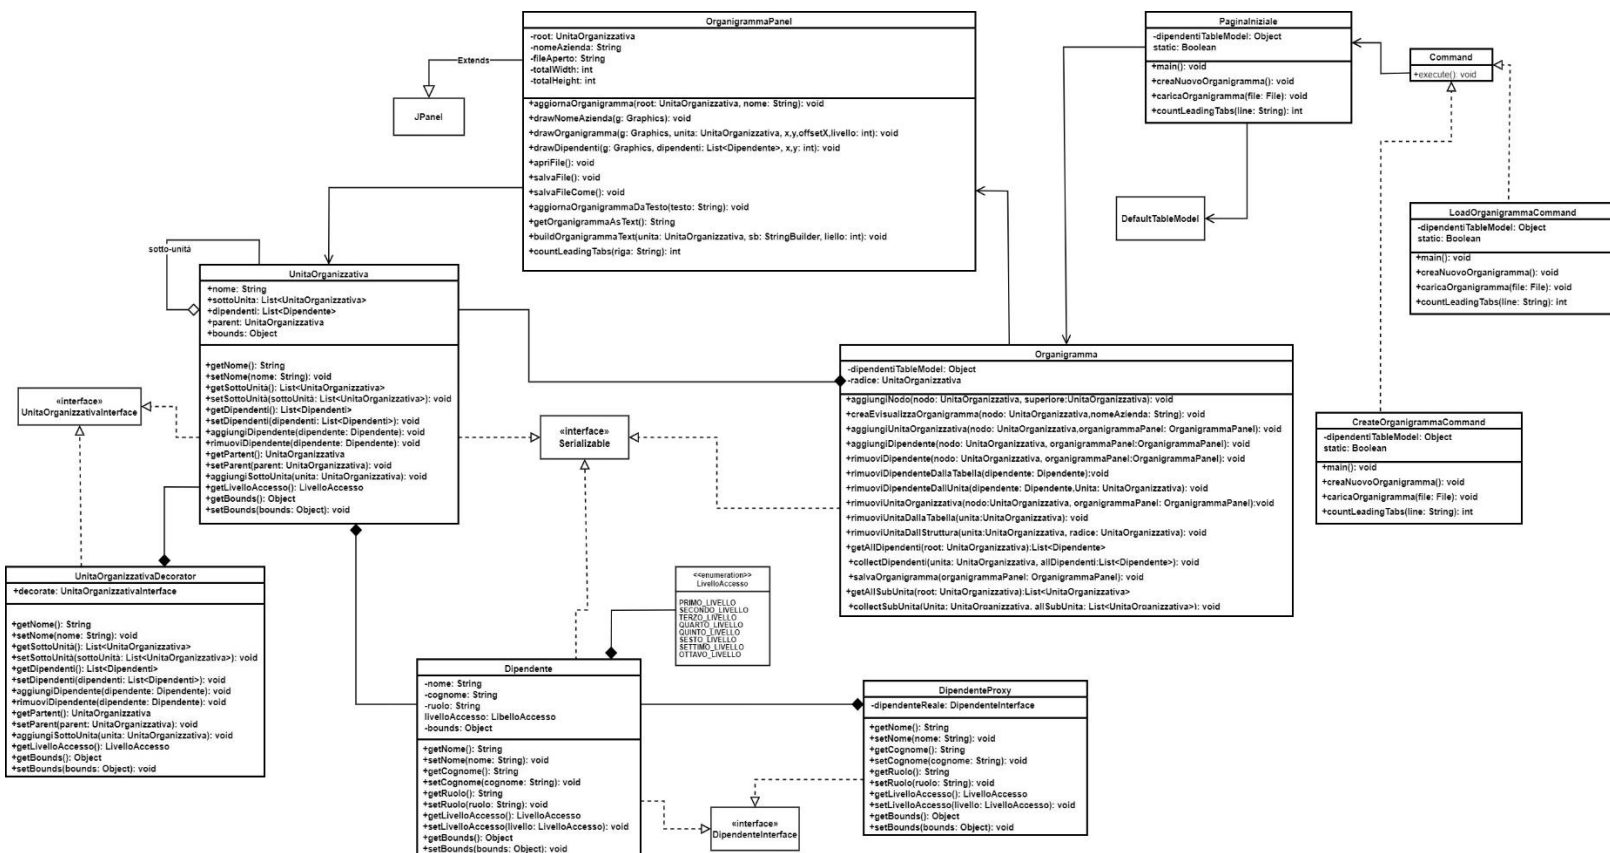 OrganigrammaPanel
-root: UnitaOrganizzativa
-nomeAzienda: String
-fileAperto: String
-totalWidth: int
-totalHeight: int
+aggiornaOrganigramma(root: UnitaOrganizzativa, nome: String): void
+drawNomeAzienda(g: Graphics): void
+drawOrganigramma(g: Graphics, unita: UnitaOrganizzativa, x,y,offsetX,livello: int): void
+drawDipendenti(g: Graphics, dipendenti: List<Dipendente>, x,y: int): void
+apriFile(): void
+salvaFile(): void
+salvaFileCome(): void
+aggiornaOrganigrammaDaTesto(testo: String): void
+getOrganigrammaAsText(): String
+buildOrganigrammaText(unita: UnitaOrganizzativa, sb: StringBuilder, liello: int): void
+countLeadingTabs(riga: String): int
Extends
JPanel
PaginaIniziale
-dipendentiTableModel: Object
static: Boolean
+main(): void
+creaNuovoOrganigramma(): void
+caricaOrganigramma(file: File): void
+countLeadingTabs(line: String): int
Command
+execute(): void
DefaultTableModel
LoadOrganigrammaCommand
-dipendentiTableModel: Object
static: Boolean
+main(): void
+creaNuovoOrganigramma(): void
+caricaOrganigramma(file: File): void
+countLeadingTabs(line: String): int
sotto-unità
UnitaOrganizzativa
+nome: String
+sottoUnita: List<UnitaOrganizzativa>
+dipendenti: List<Dipendente>
+parent: UnitaOrganizzativa
+bounds: Object
+getNome(): String
+setNome(nome: String): void
+getSottoUnità(): List<UnitaOrganizzativa>
+setSottoUnità(sottoUnità: List<UnitaOrganizzativa>): void
+getDipendenti(): List<Dipendenti>
+setDipendenti(dipendenti: List<Dipendenti>): void
+aggiungiDipendente(dipendente: Dipendente): void
+rimuoviDipendente(dipendente: Dipendente): void
+getPartent(): UnitaOrganizzativa
+setParent(parent: UnitaOrganizzativa): void
+aggiungiSottoUnita(unita: UnitaOrganizzativa): void
+getLivelloAccesso(): LivelloAccesso
+getBounds(): Object
+setBounds(bounds: Object): void
«interface»
UnitaOrganizzativaInterface
«interface»
Serializable
Organigramma
-dipendentiTableModel: Object
-radice: UnitaOrganizzativa
+aggiungiNodo(nodo: UnitaOrganizzativa, superiore:UnitaOrganizzativa): void
+creaEvisualizzaOrganigramma(nodo: UnitaOrganizzativa,nomeAzienda: String): void
+aggiungiUnitaOrganizzativa(nodo: UnitaOrganizzativa,organigrammaPanel: OrganigrammaPanel): void
+aggiungiDipendente(nodo: UnitaOrganizzativa, organigrammaPanel:OrganigrammaPanel): void
+rimuoviDipendente(nodo: UnitaOrganizzativa, organigrammaPanel:OrganigrammaPanel): void
+rimuoviDipendenteDallaTabella(dipendente: Dipendente):void
+rimuoviDipendenteDallUnita(dipendente: Dipendente,Unita: UnitaOrganizzativa): void
+rimuoviUnitaOrganizzativa(nodo:UnitaOrganizzativa, organigrammaPanel: OrganigrammaPanel):void
+rimuoviUnitaDallaTabella(unita:UnitaOrganizzativa): void
+rimuoviUnitaDallStruttura(unita:UnitaOrganizzativa, radice: UnitaOrganizzativa): void
+getAllDipendenti(root: UnitaOrganizzativa):List<Dipendente>
+collectDipendenti(unita: UnitaOrganizzativa, allDipendenti:List<Dipendente>): void
+salvaOrganigramma(organigrammaPanel: OrganigrammaPanel): void
+getAllSubUnita(root: UnitaOrganizzativa):List<UnitaOrganizzativa>
+collectSubUnita(Unita: UnitaOrganizzativa, allSubUnita: List<UnitaOrganizzativa>): void
CreateOrganigrammaCommand
-dipendentiTableModel: Object
static: Boolean
+main(): void
+creaNuovoOrganigramma(): void
+caricaOrganigramma(file: File): void
+countLeadingTabs(line: String): int
UnitaOrganizzativaDecorator
+decorate: UnitaOrganizzativaInterface
+getNome(): String
+setNome(nome: String): void
+getSottoUnità(): List<UnitaOrganizzativa>
+setSottoUnità(sottoUnità: List<UnitaOrganizzativa>): void
+getDipendenti(): List<Dipendenti>
+setDipendenti(dipendenti: List<Dipendenti>): void
+aggiungiDipendente(dipendente: Dipendente): void
+rimuoviDipendente(dipendente: Dipendente): void
+getPartent(): UnitaOrganizzativa
+setParent(parent: UnitaOrganizzativa): void
+aggiungiSottoUnita(unita: UnitaOrganizzativa): void
+getLivelloAccesso(): LivelloAccesso
+getBounds(): Object
+setBounds(bounds: Object): void
<<enumeration>>
LivelloAccesso
PRIMO_LIVELLO
SECONDO_LIVELLO
TERZO_LIVELLO
QUARTO_LIVELLO
QUINTO_LIVELLO
SESTO_LIVELLO
SETTIMO_LIVELLO
OTTAVO_LIVELLO
Dipendente
-nome: String
-cognome: String
-ruolo: String
livelloAccesso: LibelloAccesso
-bounds: Object
+getNome(): String
+setNome(nome: String): void
+getCognome(): String
+setCognome(cognome: String): void
+getRuolo(): String
+setRuolo(ruolo: String): void
+getLivelloAccesso(): LivelloAccesso
+setLivelloAccesso(livello: LivelloAccesso): void
+getBounds(): Object
+setBounds(bounds: Object): void
DipendenteProxy
-dipendenteReale: DipendenteInterface
+getNome(): String
+setNome(nome: String): void
+getCognome(): String
+setCognome(cognome: String): void
+getRuolo(): String
+setRuolo(ruolo: String): void
+getLivelloAccesso(): LivelloAccesso
+setLivelloAccesso(livello: LivelloAccesso): void
+getBounds(): Object
+setBounds(bounds: Object): void
«interface»
DipendenteInterface